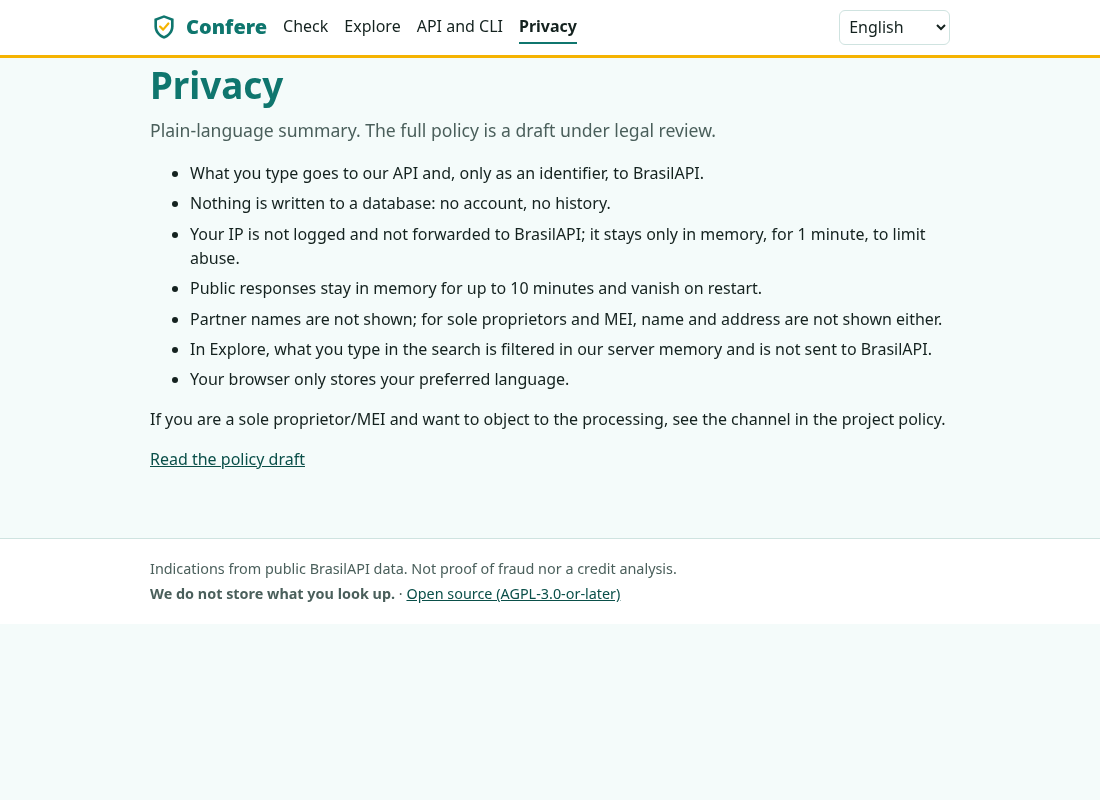 Confere
Check
Explore
API and CLI
Privacy
English
Privacy
Plain-language summary. The full policy is a draft under legal review.
What you type goes to our API and, only as an identifier, to BrasilAPI.
Nothing is written to a database: no account, no history.
Your IP is not logged and not forwarded to BrasilAPI; it stays only in memory, for 1 minute, to limit
abuse.
Public responses stay in memory for up to 10 minutes and vanish on restart.
Partner names are not shown; for sole proprietors and MEI, name and address are not shown either.
In Explore, what you type in the search is filtered in our server memory and is not sent to BrasilAPI.
Your browser only stores your preferred language.
If you are a sole proprietor/MEI and want to object to the processing, see the channel in the project policy.
Read the policy draft
Indications from public BrasilAPI data. Not proof of fraud nor a credit analysis.
We do not store what you look up. · Open source (AGPL-3.0-or-later)